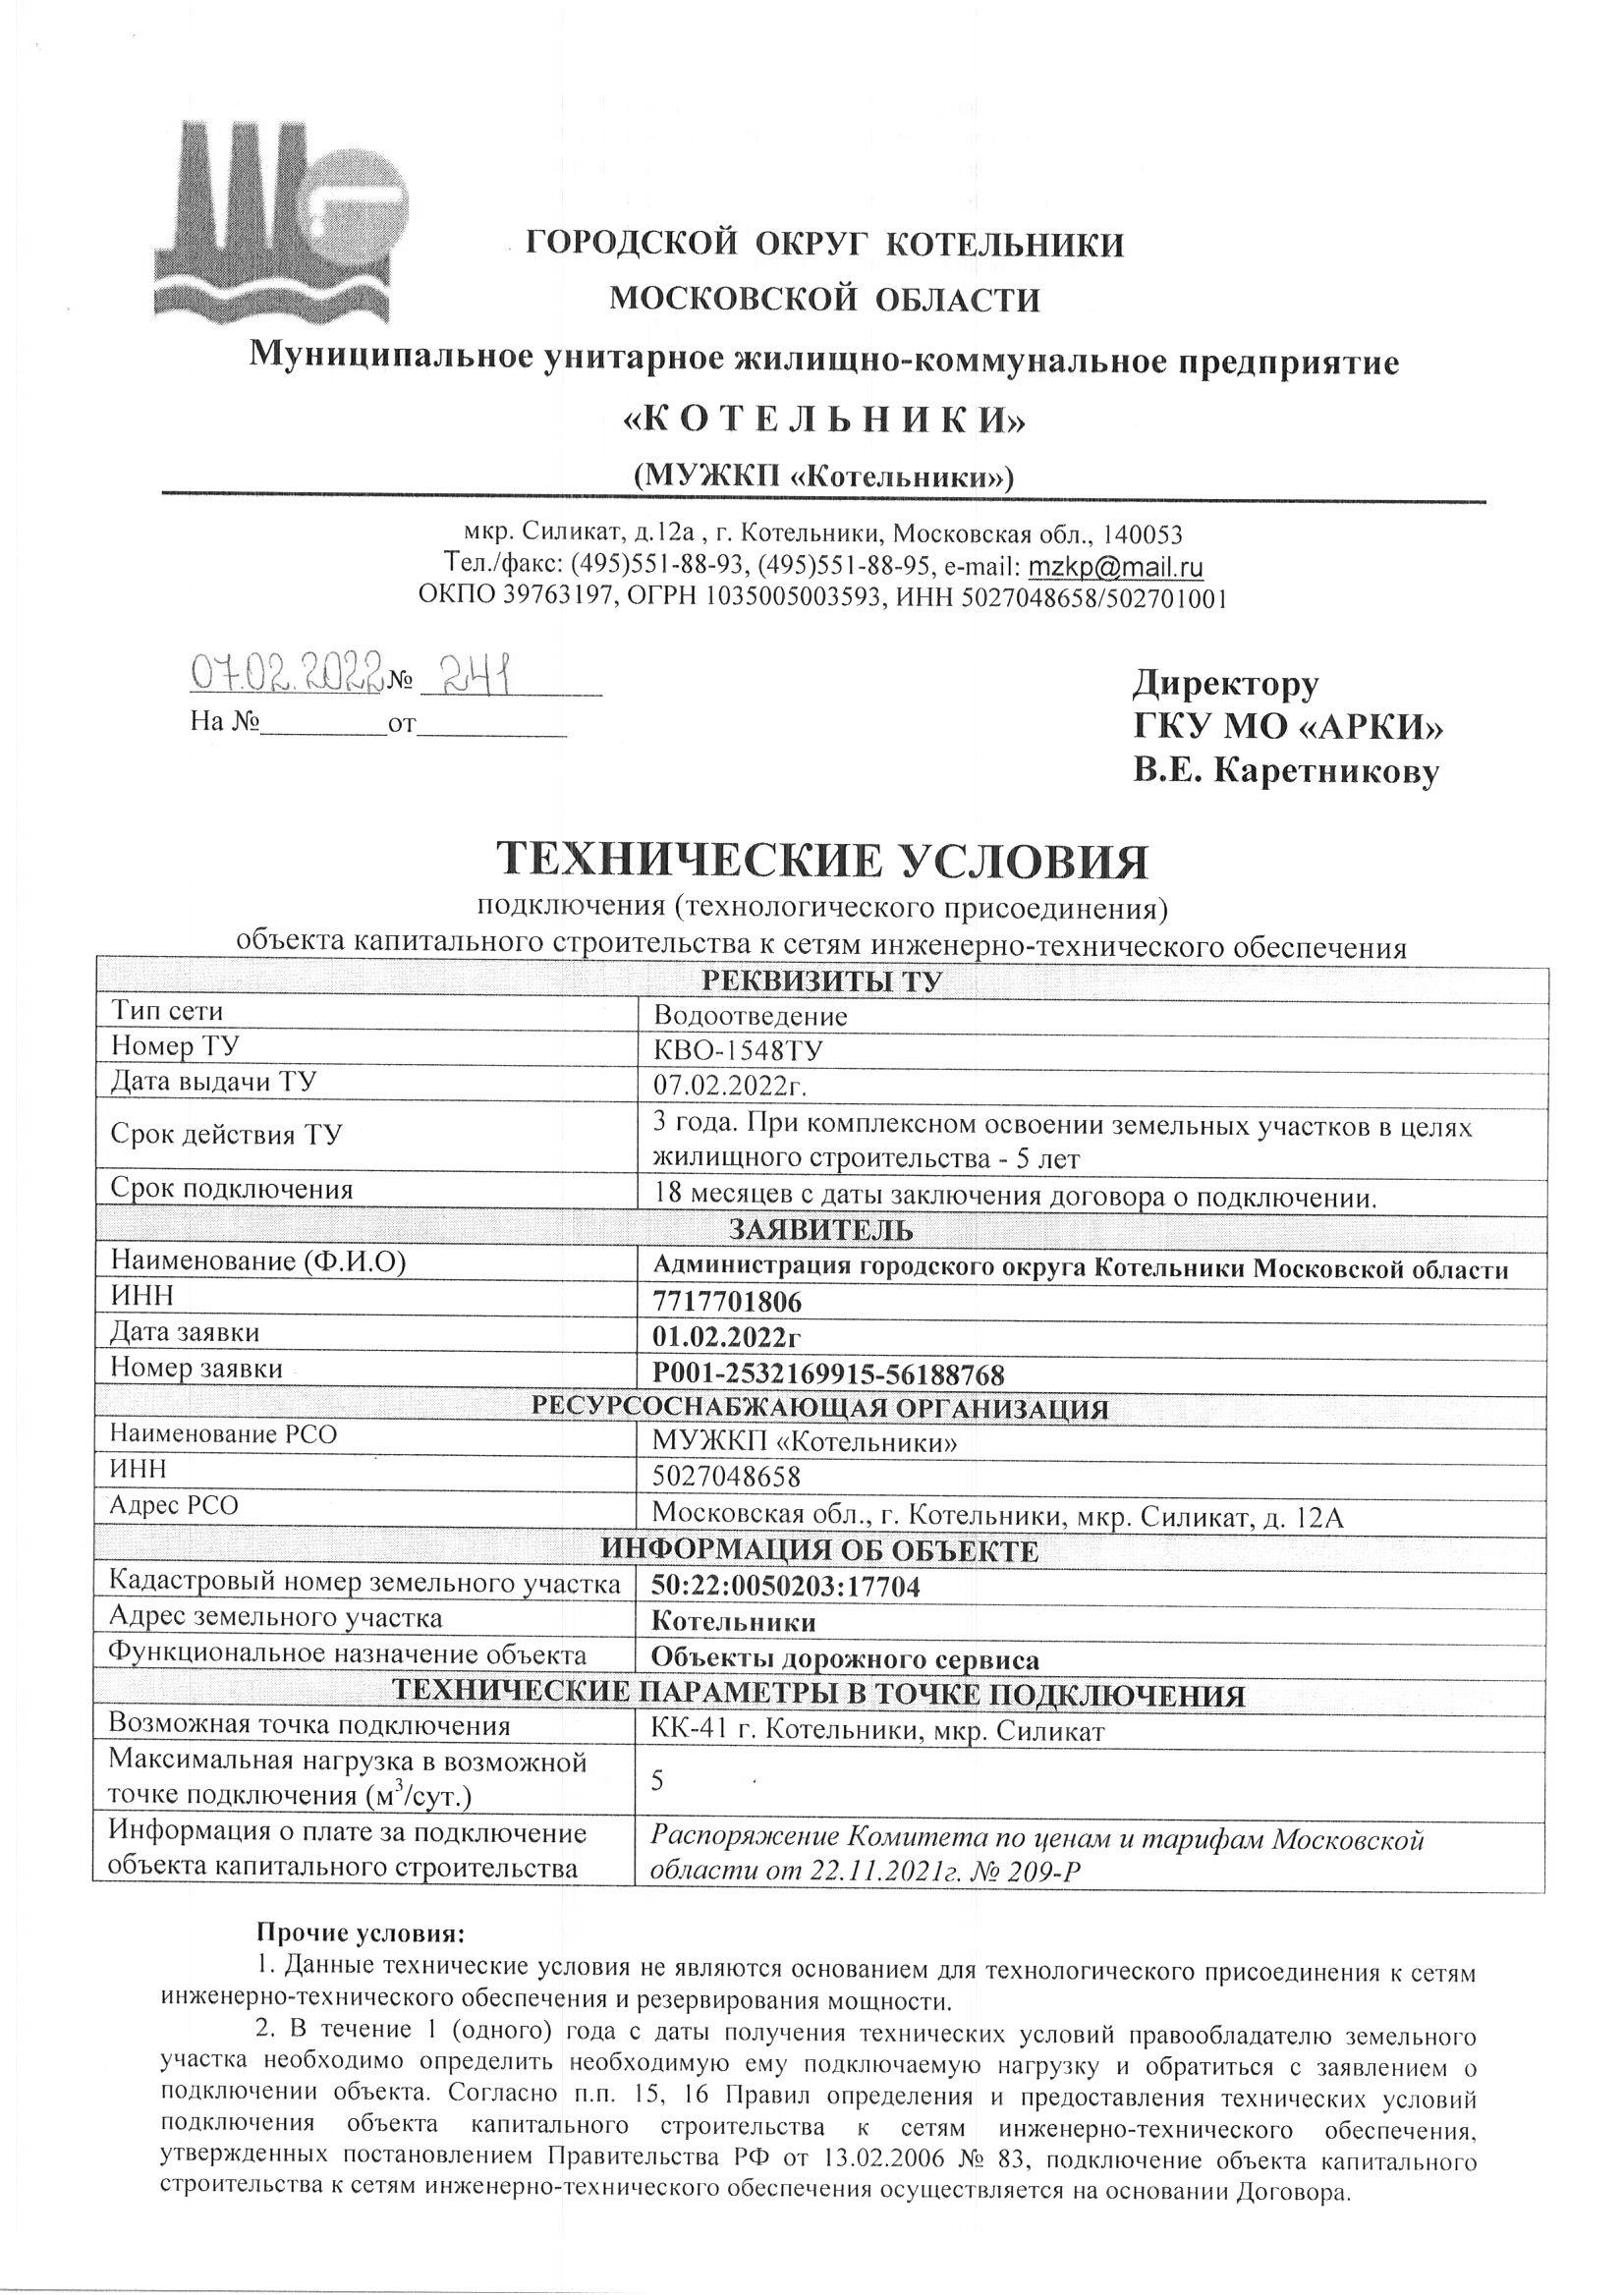 ГОРОДСКОЙ ОКРУГ КОТЕЛЬНИКИ
МОСКОВСКОЙ ОБЛАСТИ
Муниципальное унитарное жилищно-коммунальное предприятие
«К О Т Е Л Ь Н И К И»
(МУЖКП «Котельники»)
мкр. Силикат, д.12а , г. Котельники, Московская обл., 140053
Тел./факс: (495)551-88-93, (495)551-88-95, e-mail: mzkp@mail.ru
ОКПО 39763197, ОГРН 1035005003593, ИНН 5027048658/502701001
07.02.2022 № 241
На №_________от___________
Директору
ГКУ МО «АРКИ»
В.Е. Каретникову
ТЕХНИЧЕСКИЕ УСЛОВИЯ
подключения (технологического присоединения)
объекта капитального строительства к сетям инженерно-технического обеспечения
РЕКВИЗИТЫ ТУ
Тип сети Водоотведение
Номер ТУ КВО-1548ТУ
Дата выдачи ТУ 07.02.2022г.
Срок действия ТУ 3 года. При комплексном освоении земельных участков в целях
жилищного строительства - 5 лет
Срок подключения 18 месяцев с даты заключения договора о подключении.
ЗАЯВИТЕЛЬ
Наименование (Ф.И.О) Администрация городского округа Котельники Московской области
ИНН 7717701806
Дата заявки 01.02.2022г
Номер заявки Р001-2532169915-56188768
РЕСУРСОСНАБЖАЮЩАЯ ОРГАНИЗАЦИЯ
Наименование РСО МУЖКП «Котельники»
ИНН 5027048658
Адрес РСО Московская обл., г. Котельники, мкр. Силикат, д. 12А
ИНФОРМАЦИЯ ОБ ОБЪЕКТЕ
Кадастровый номер земельного участка 50:22:0050203:17704
Адрес земельного участка Котельники
Функциональное назначение объекта Объекты дорожного сервиса
ТЕХНИЧЕСКИЕ ПАРАМЕТРЫ В ТОЧКЕ ПОДКЛЮЧЕНИЯ
Возможная точка подключения КК-41 г. Котельники, мкр. Силикат
Максимальная нагрузка в возможной
точке подключения (м³/сут.) 5
Информация о плате за подключение
объекта капитального строительства
Распоряжение Комитета по ценам и тарифам Московской
области от 22.11.2021г. № 209-Р
Прочие условия:
1. Данные технические условия не являются основанием для технологического присоединения к сетям
инженерно-технического обеспечения и резервирования мощности.
2. В течение 1 (одного) года с даты получения технических условий правообладателю земельного
участка необходимо определить необходимую ему подключаемую нагрузку и обратиться с заявлением о
подключении объекта. Согласно п.п. 15, 16 Правил определения и предоставления технических условий
подключения объекта капитального строительства к сетям инженерно-технического обеспечения,
утвержденных постановлением Правительства РФ от 13.02.2006 № 83, подключение объекта капитального
строительства к сетям инженерно-технического обеспечения осуществляется на основании Договора.